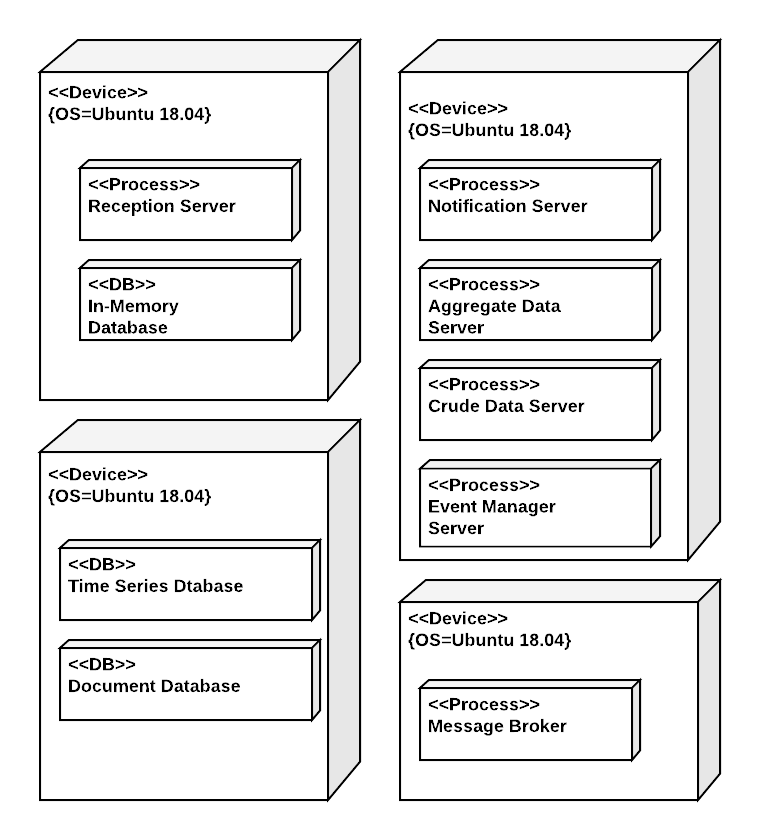 <<Device>>
{OS=Ubuntu 18.04}
<<Process>>
Reception Server
<<DB>>
In-Memory
Database
<<Device>>
{OS=Ubuntu 18.04}
<<Process>>
Notification Server
<<Process>>
Aggregate Data
Server
<<Process>>
Crude Data Server
<<Process>>
Event Manager
Server
<<Device>>
{OS=Ubuntu 18.04}
<<DB>>
Time Series Dtabase
<<DB>>
Document Database
<<Device>>
{OS=Ubuntu 18.04}
<<Process>>
Message Broker